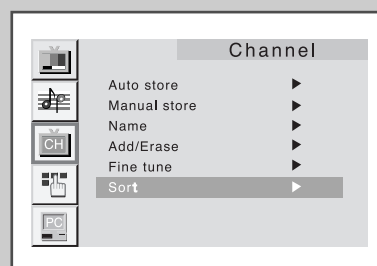 Channel
Auto store ▶
Manual store ▶
Name ▶
Add/Erase ▶
CH
Fine tune ▶
Sort ▶
PC